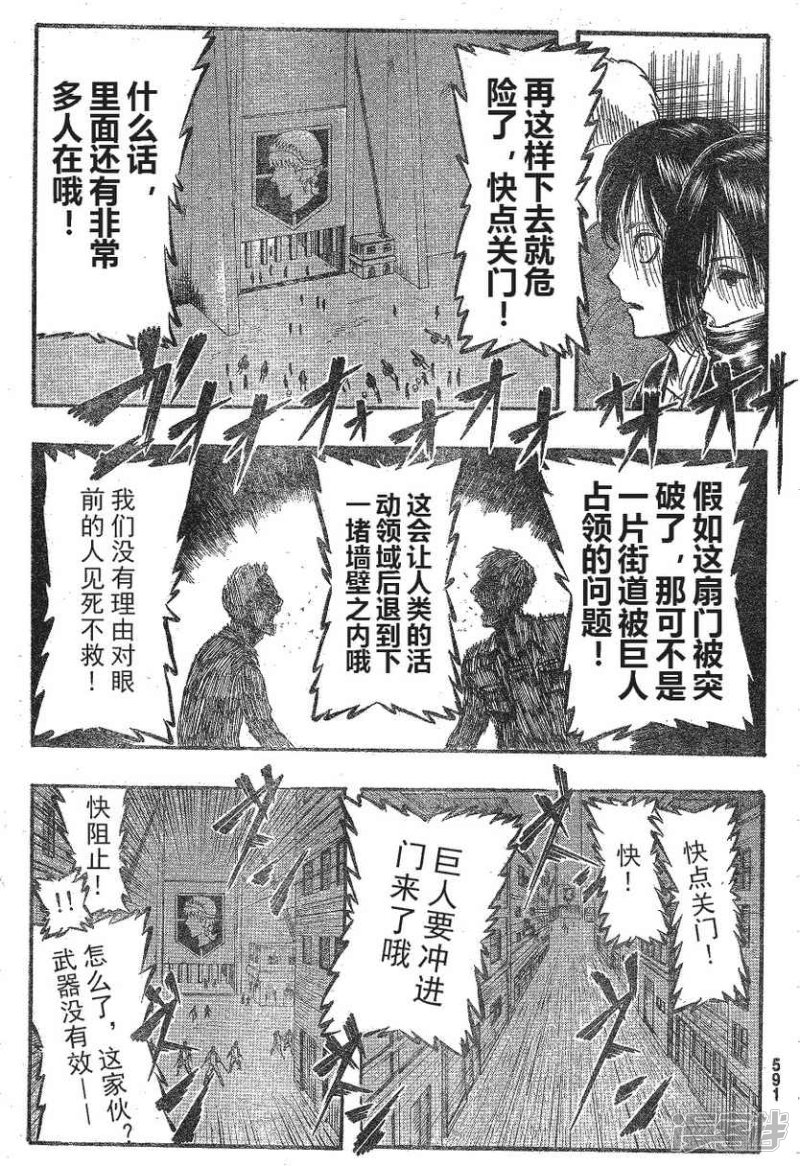 再这样下去就危
险了，快点关门！
什么话，
里面还有非常
多人在哦！
假如这扇门被突
破了，那可不是
一片街道被巨人
占领的问题！
这会让人类的活
动领域后退到下
一堵墙壁之内哦
我们没有理由对眼
前的人见死不救！
快点关门！
快！
巨人要冲进
门来了哦
快阻止！
!!
怎么了，这家伙？
武器没有效——
591
漫客栈